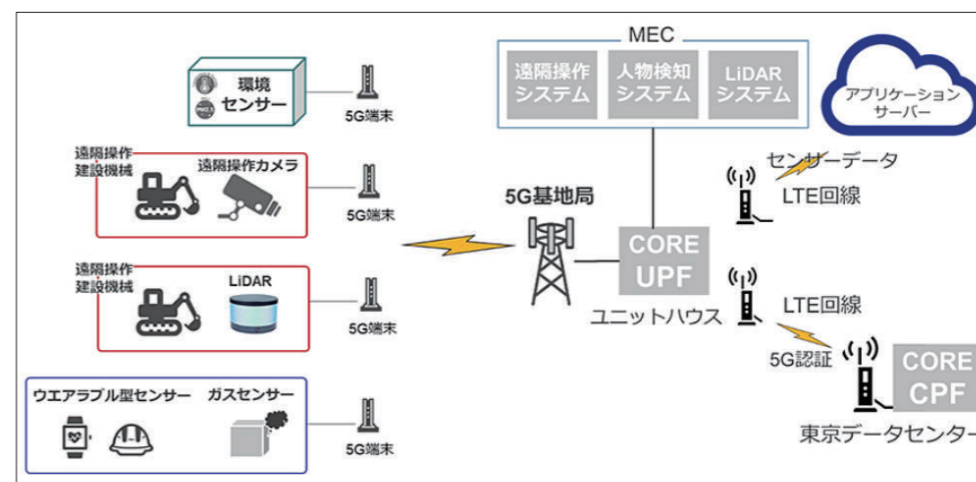 環境
センサー
PM2.5
5G端末
遠隔操作
建設機械
遠隔操作カメラ
5G端末
遠隔操作
建設機械
LiDAR
5G端末
ウエアラブル型センサー
ガスセンサー
5G端末
5G基地局
MEC
遠隔操作
システム
人物検知
システム
LiDAR
システム
CORE
UPF
ユニットハウス
アプリケーション
サーバー
センサーデータ
LTE回線
LTE回線
5G認証
CORE
CPF
東京データセンター